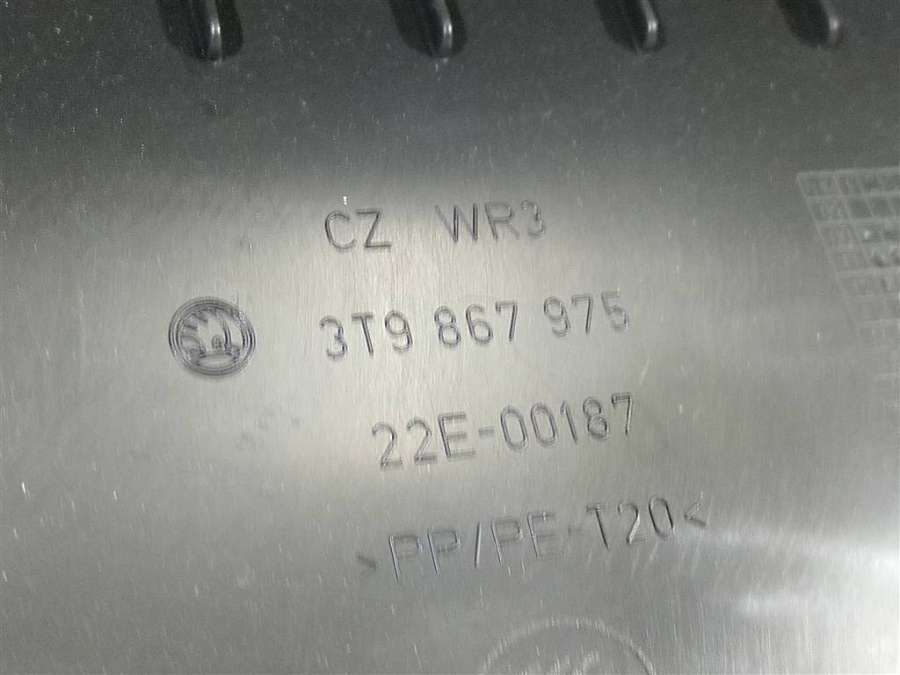 CZ WR3
3T9 867 975
22E-00187
>PP/PE-T20<